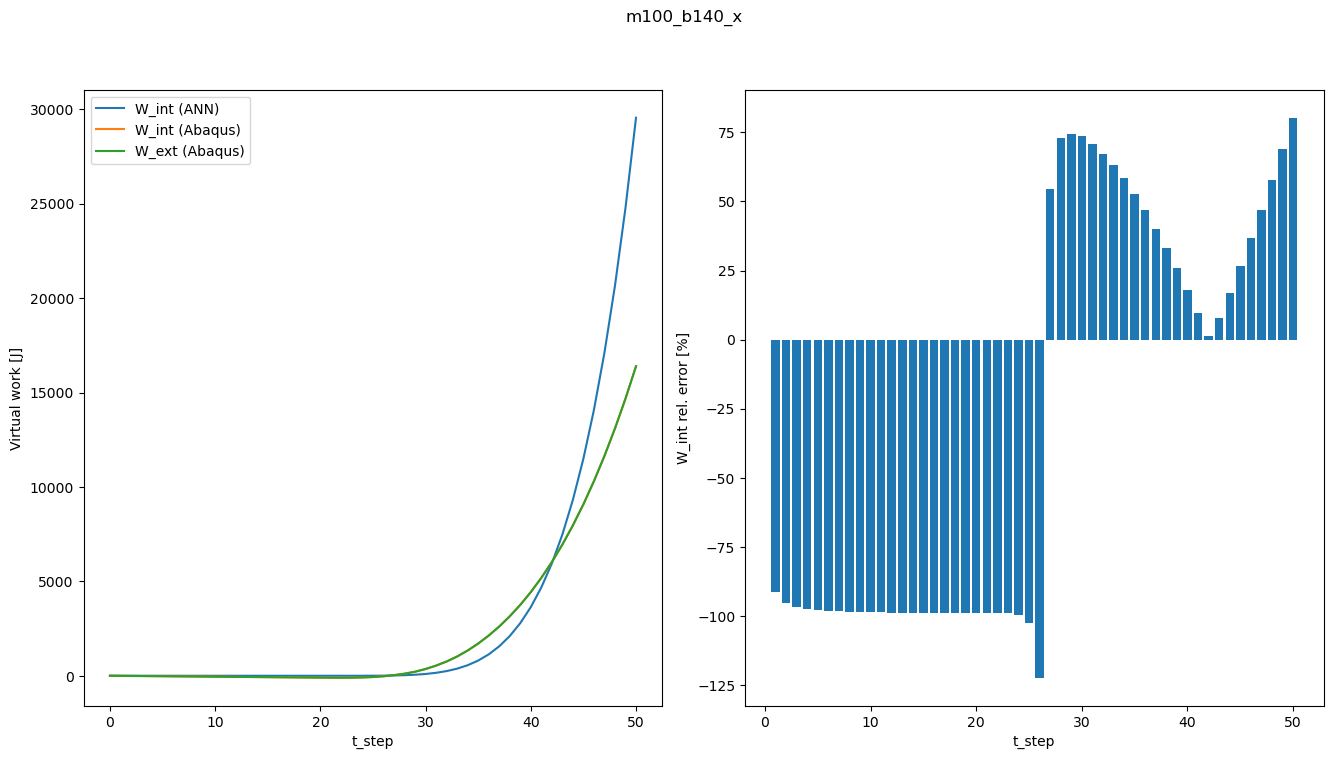 m100_b140_x
W_int (ANN)
W_int (Abaqus)
W_ext (Abaqus)
Virtual work [J]
30000
25000
20000
15000
10000
5000
0
0 10 20 30 40 50
t_step
W_int rel. error [%]
75
50
25
0
−25
−50
−75
−100
−125
0 10 20 30 40 50
t_step